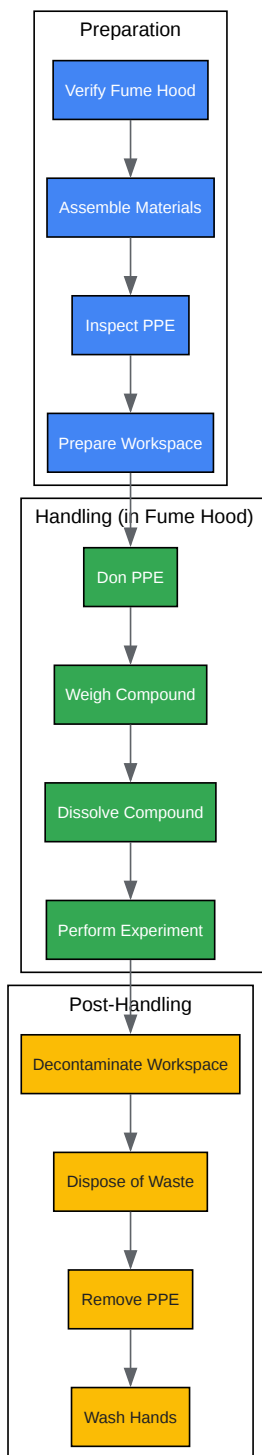 Preparation
Verify Fume Hood
Assemble Materials
Inspect PPE
Prepare Workspace
Handling (in Fume Hood)
Don PPE
Weigh Compound
Dissolve Compound
Perform Experiment
Post-Handling
Decontaminate Workspace
Dispose of Waste
Remove PPE
Wash Hands